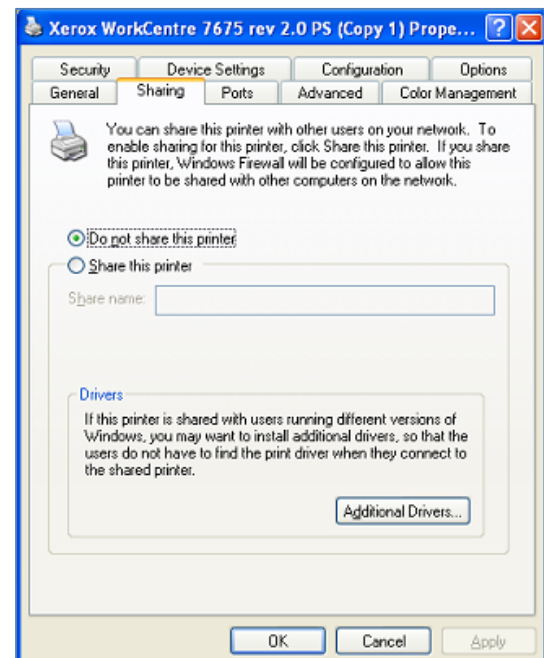 Xerox WorkCentre 7675 rev 2.0 PS (Copy 1) Prope...
Security Device Settings Configuration Options
General Sharing Ports Advanced Color Management
You can share this printer with other users on your network. To
enable sharing for this printer, click Share this printer. If you share
this printer, Windows Firewall will be configured to allow this
printer to be shared with other computers on the network.
Do not share this printer
Share this printer
Share name:
Drivers
If this printer is shared with users running different versions of
Windows, you may want to install additional drivers, so that the
users do not have to find the print driver when they connect to
the shared printer.
Additional Drivers...
OK Cancel Apply